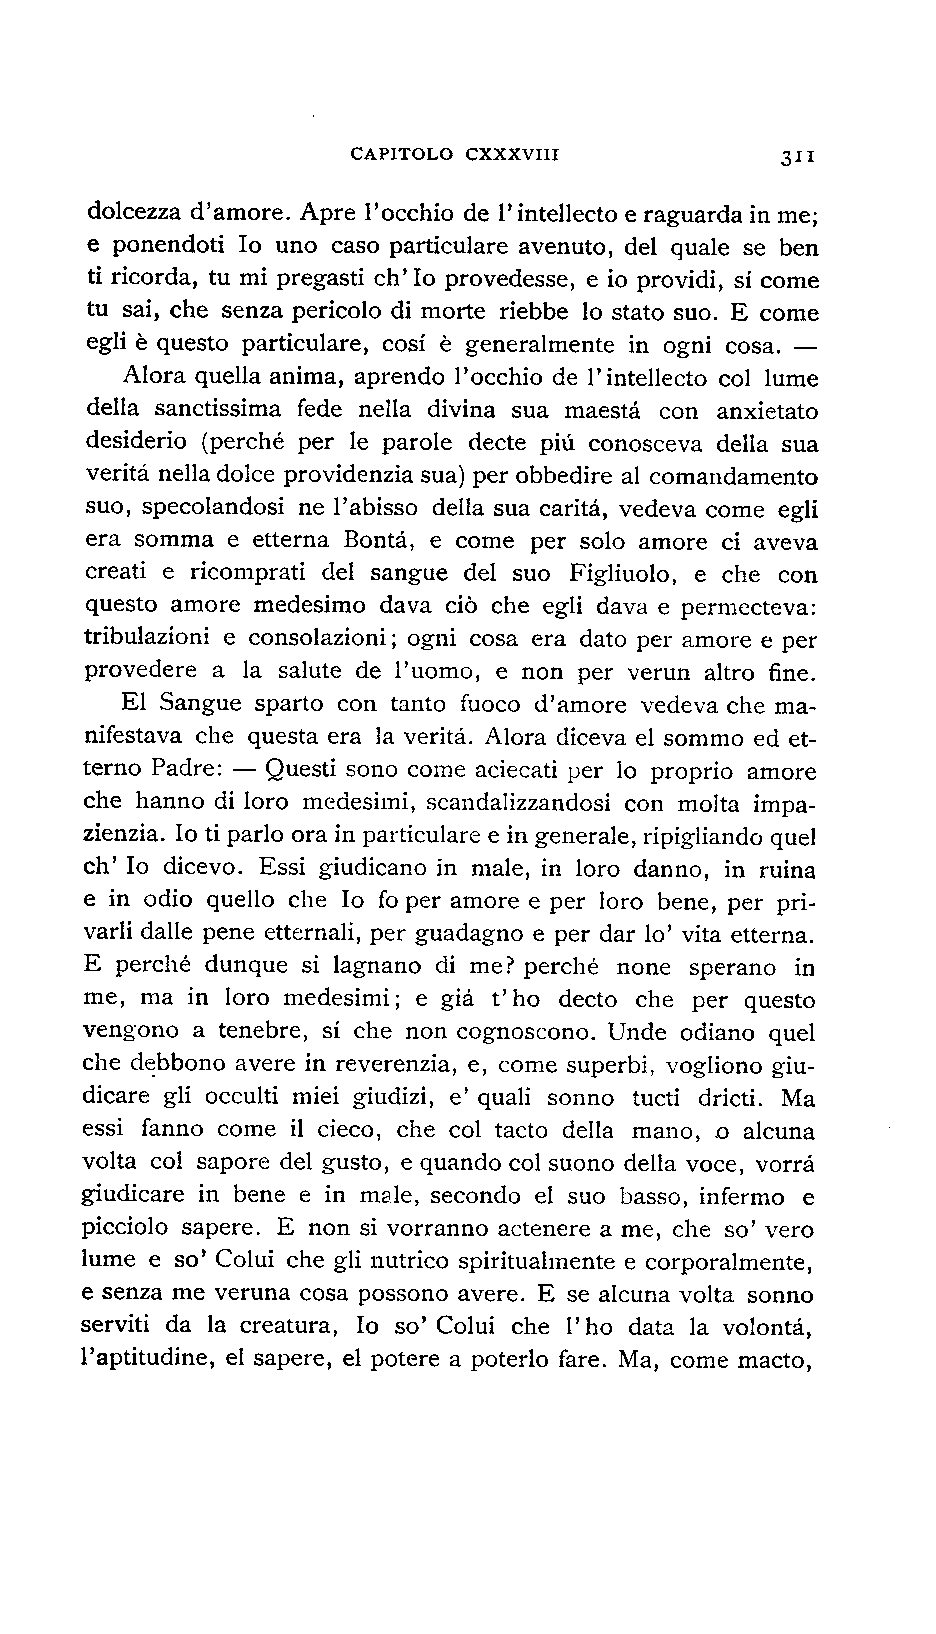 CAPITOLO CXXXVIII 311
dolcezza d'amore. Apre l'occhio de l'intellecto e raguarda in me;
e ponendoti Io uno caso particulare avenuto, del quale se ben
ti ricorda, tu mi pregasti ch' Io provedesse, e io providi, sí come
tu sai, che senza pericolo di morte riebbe lo stato suo. E come
egli è questo particulare, cosí è generalmente in ogni cosa. —
Alora quella anima, aprendo l'occhio de l'intellecto col lume
della sanctissima fede nella divina sua maestá con anxietato
desiderio (perché per le parole decte piú conosceva della sua
veritá nella dolce providenzia sua) per obbedire al comandamento
suo, specolandosi ne l'abisso della sua caritá, vedeva come egli
era somma e etterna Bontá, e come per solo amore ci aveva
creati e ricomprati del sangue del suo Figliuolo, e che con
questo amore medesimo dava ciò che egli dava e permecteva:
tribulazioni e consolazioni; ogni cosa era dato per amore e per
provedere a la salute de l'uomo, e non per verun altro fine.
El Sangue sparto con tanto fuoco d'amore vedeva che ma-
nifestava che questa era la veritá. Alora diceva el sommo ed et-
terno Padre: — Questi sono come aciecati per lo proprio amore
che hanno di loro medesimi, scandalizzandosi con molta impa-
zienzia. Io ti parlo ora in particulare e in generale, ripigliando quel
ch' Io dicevo. Essi giudicano in male, in loro danno, in ruina
e in odio quello che Io fo per amore e per loro bene, per pri-
varli dalle pene etternali, per guadagno e per dar lo' vita etterna.
E perché dunque si lagnano di me? perché none sperano in
me, ma in loro medesimi; e giá t'ho decto che per questo
vengono a tenebre, sí che non cognoscono. Unde odiano quel
che debbono avere in reverenzia, e, come superbi, vogliono giu-
dicare gli occulti miei giudizi, e' quali sonno tucti dricti. Ma
essi fanno come il cieco, che col tacto della mano, o alcuna
volta col sapore del gusto, e quando col suono della voce, vorrá
giudicare in bene e in male, secondo el suo basso, infermo e
picciolo sapere. E non si vorranno actenere a me, che so' vero
lume e so' Colui che gli nutrico spiritualmente e corporalmente,
e senza me veruna cosa possono avere. E se alcuna volta sonno
serviti da la creatura, Io so' Colui che l'ho data la volontá,
l'aptitudine, el sapere, el potere a poterlo fare. Ma, come macto,